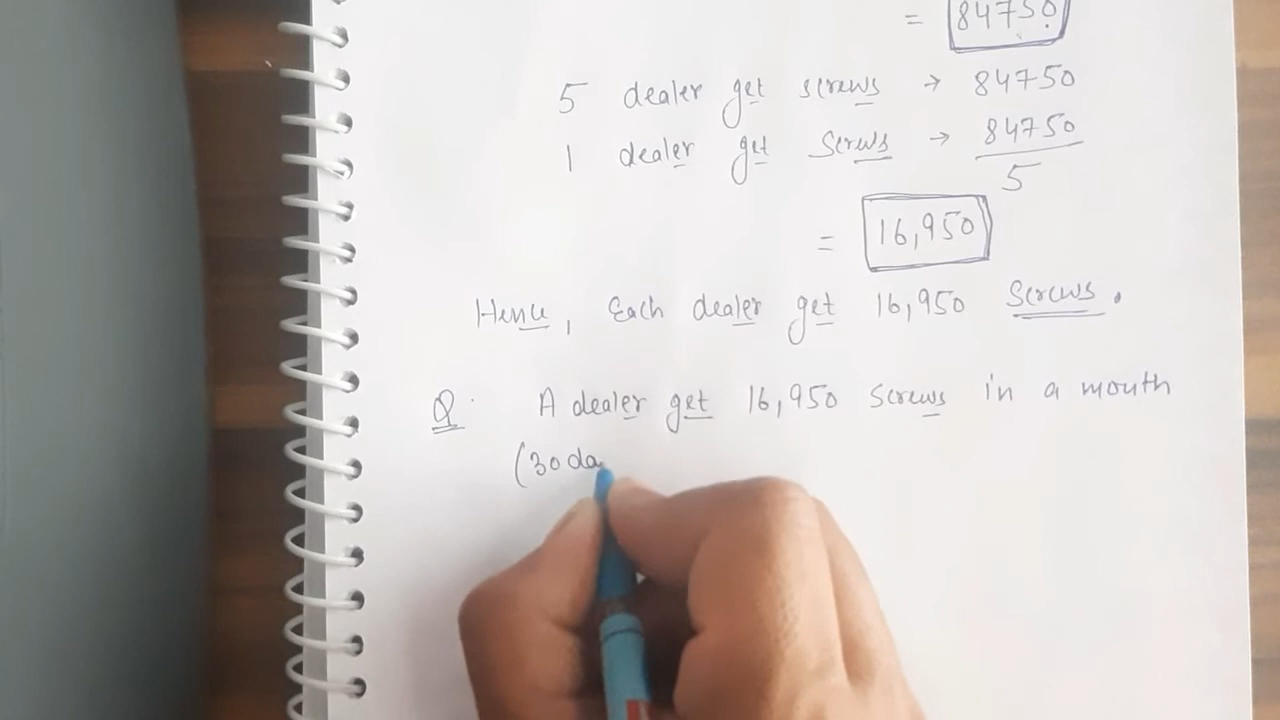 = 84750
5 dealer get screws → 84750
1 dealer get Scrws → 84750
5
= 16,950
Hence, Each dealer get 16,950 Screws.
Q. A dealer get 16,950 Screws in a mouth
(30 da